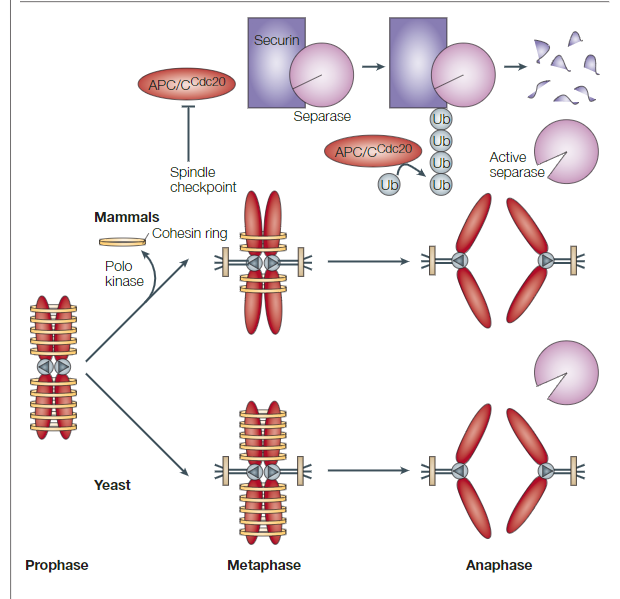 Securin
APC/CCdc20
Separase
Ub
APC/CCdc20
Ub
Ub
Ub
Ub
Active
separase
Spindle
checkpoint
Mammals
Cohesin ring
Polo
kinase
Yeast
Prophase
Metaphase
Anaphase